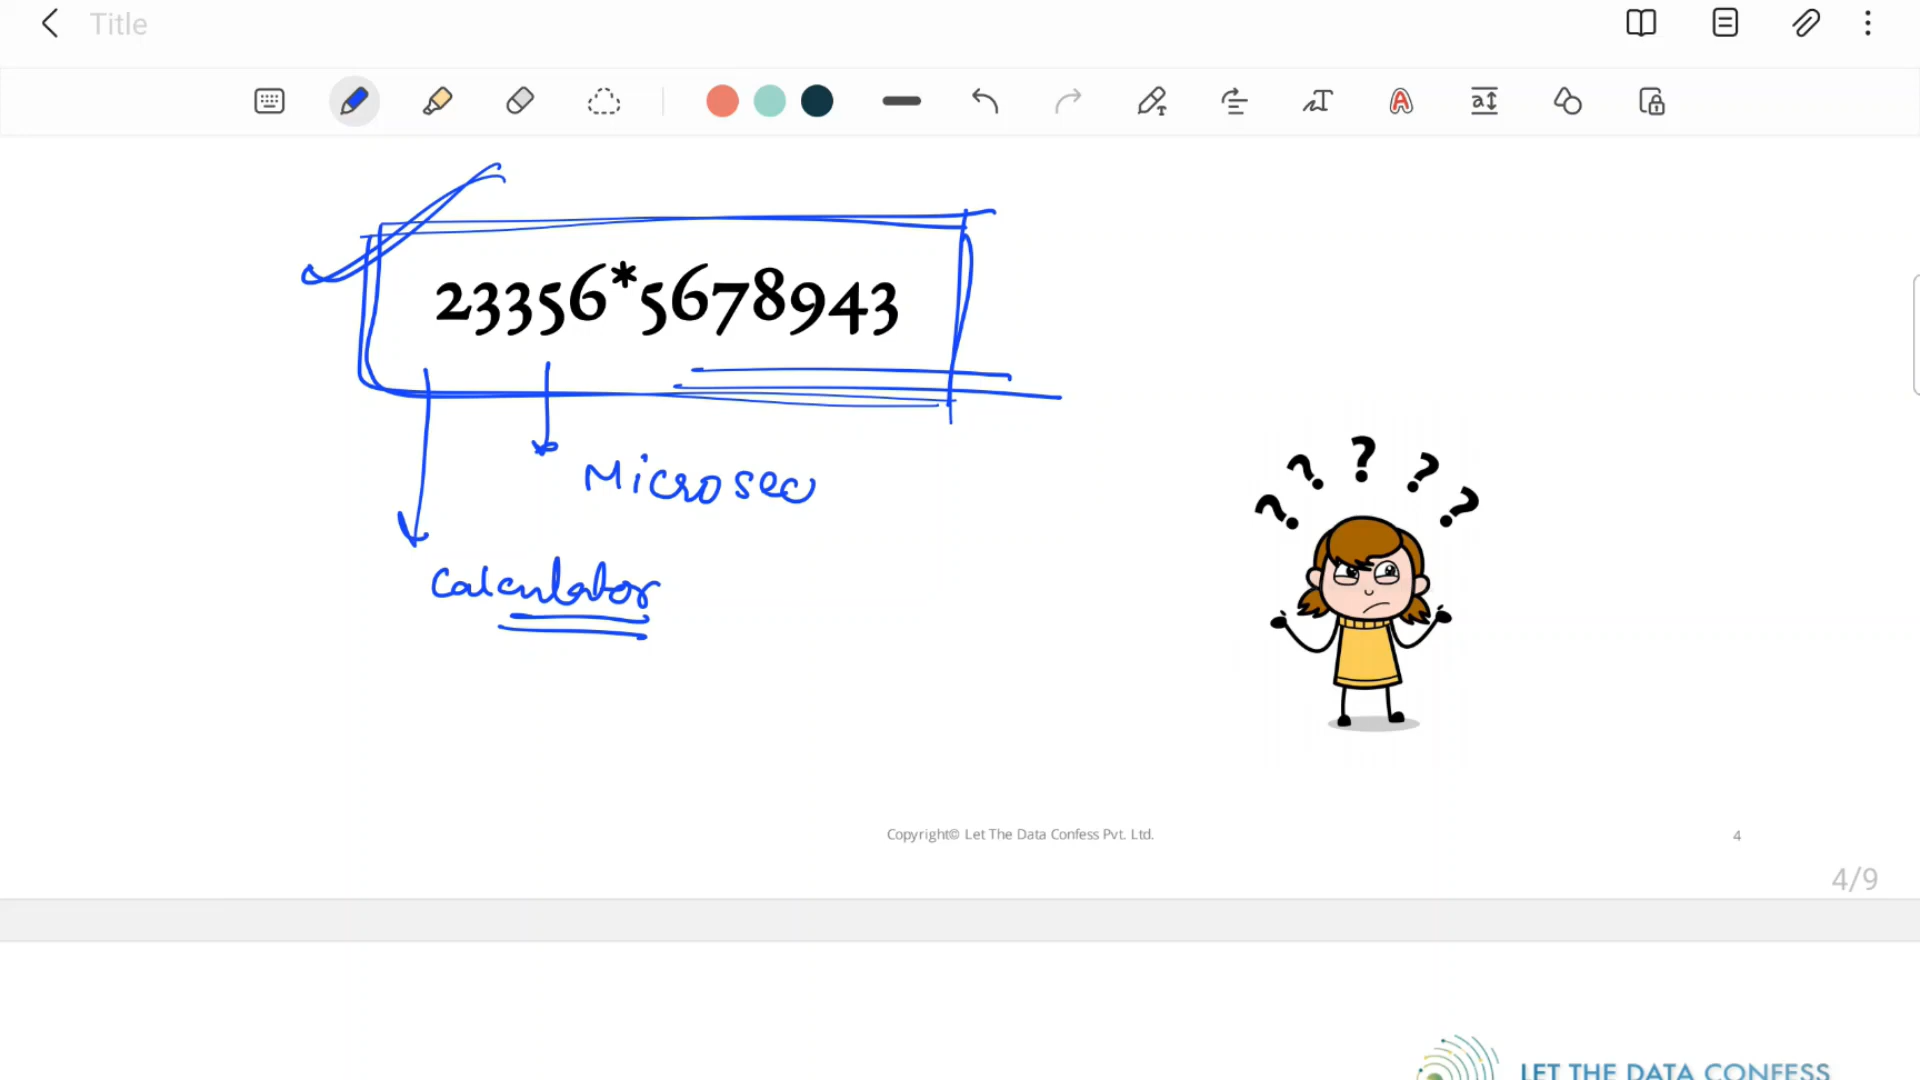 Title
23356*5678943
Microsec
Calculator
? ? ? ? ?
Copyright© Let The Data Confess Pvt. Ltd.
4
4/9
LET THE DATA CONFESS